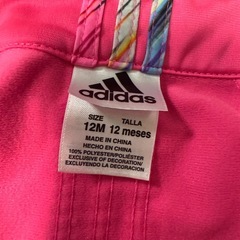 adidas
SIZE TALLA
12M 12 meses
MADE IN CHINA
HECHO EN CHINA
100% POLYESTER/POLIÉSTER
EXCLUSIVE OF DECORATION/
EXCLUYENDO LA DECORACION